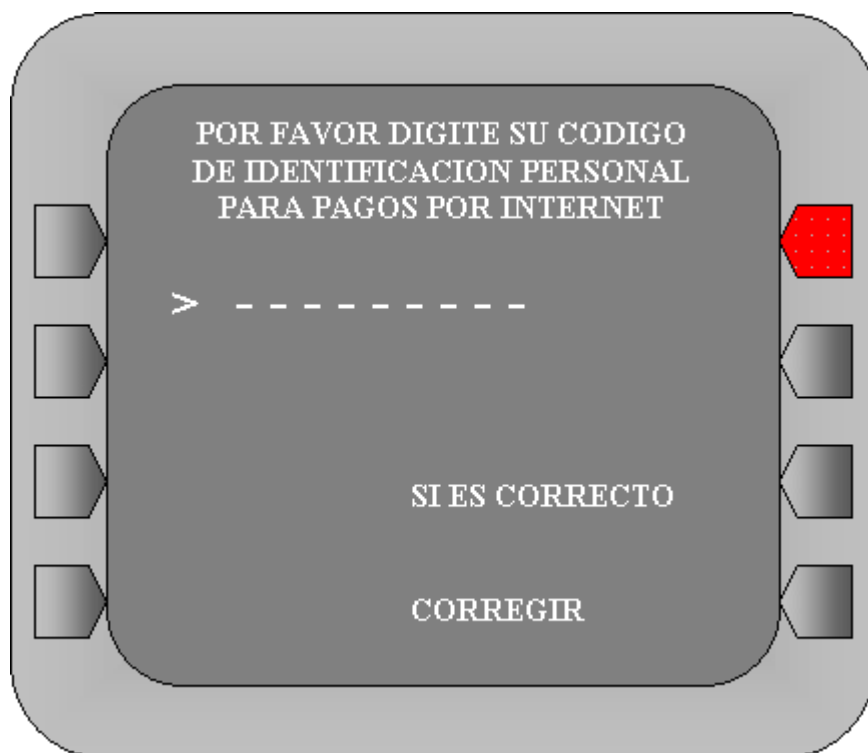 POR FAVOR DIGITE SU CODIGO
DE IDENTIFICACION PERSONAL
PARA PAGOS POR INTERNET
> _ _ _ _ _ _ _ _ _
SI ES CORRECTO
CORREGIR